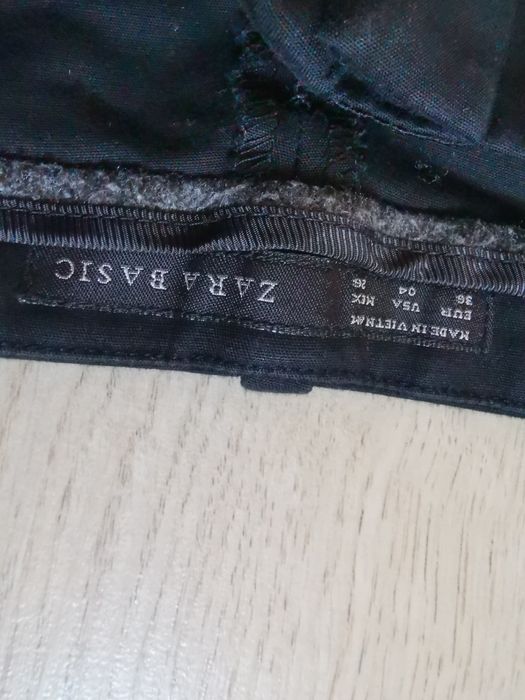 MADE IN VIETNAM
EUR USA MEX
36 04 26
ZARA BASIC